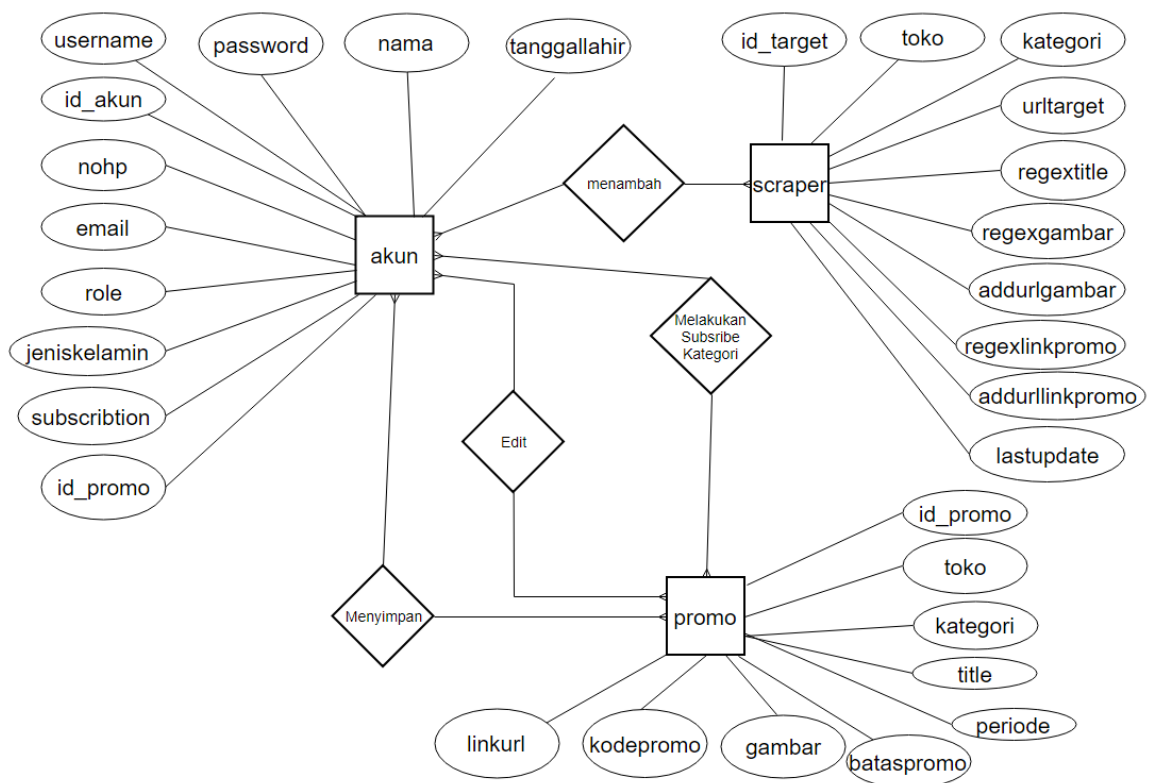 username
password
nama
tanggallahir
id_akun
nohp
email
role
jeniskelamin
subscribtion
id_promo
akun
id_target
toko
kategori
urltarget
regextitle
regexgambar
addurlgambar
regexlinkpromo
addurllinkpromo
lastupdate
scraper
menambah
Melakukan
Subsribe
Kategori
Edit
Menyimpan
promo
id_promo
toko
kategori
title
periode
bataspromo
gambar
kodepromo
linkurl